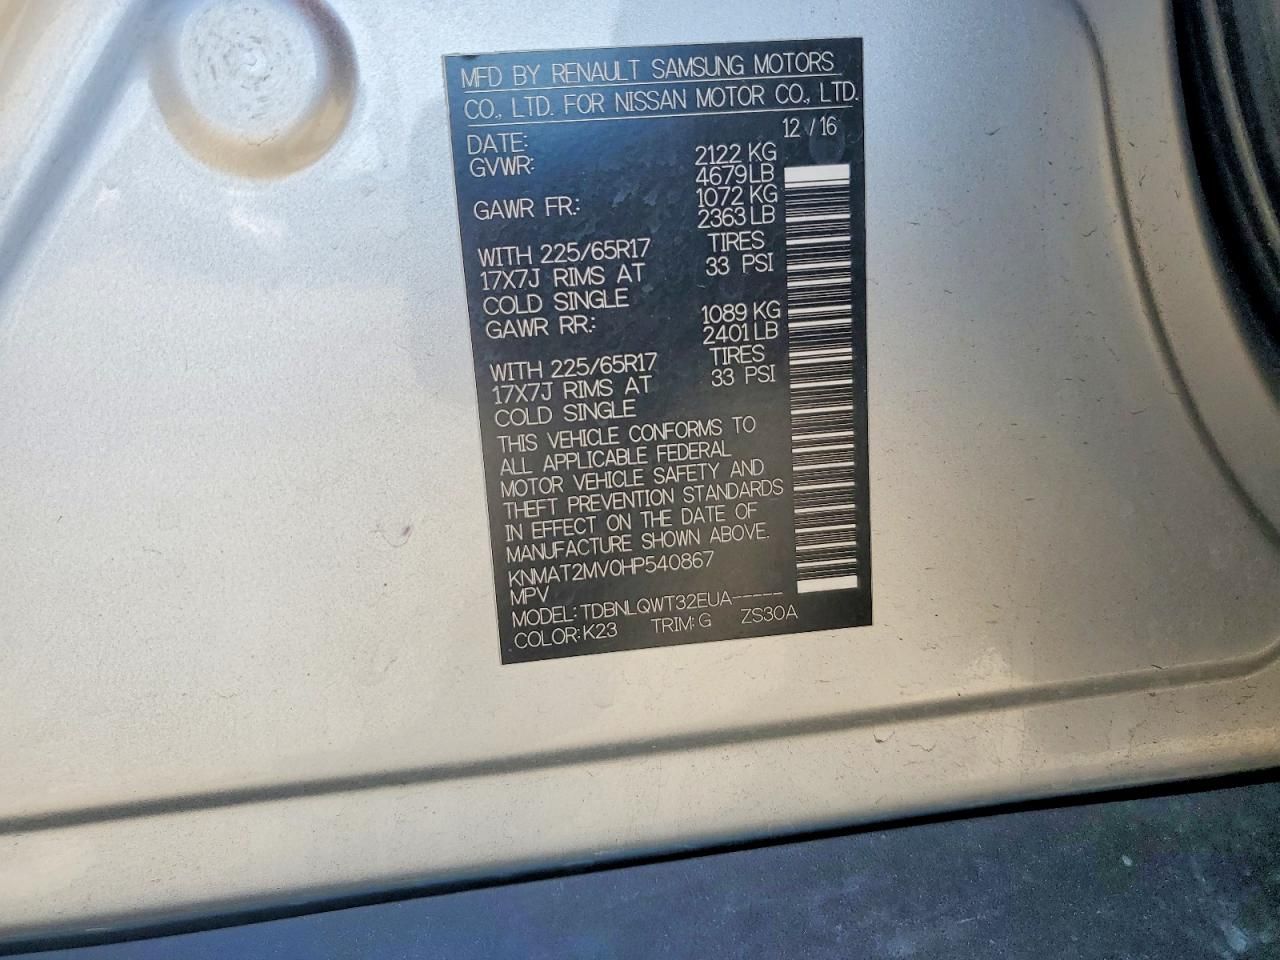 MFD BY RENAULT SAMSUNG MOTORS
CO., LTD. FOR NISSAN MOTOR CO., LTD.
DATE: 12 / 16
GVWR: 2122 KG
4679 LB
GAWR FR.: 1072 KG
2363 LB
WITH 225/65R17 TIRES
17X7J RIMS AT 33 PSI
COLD SINGLE
GAWR RR.: 1089 KG
2401 LB
WITH 225/65R17 TIRES
17X7J RIMS AT 33 PSI
COLD SINGLE
THIS VEHICLE CONFORMS TO
ALL APPLICABLE FEDERAL
MOTOR VEHICLE SAFETY AND
THEFT PREVENTION STANDARDS
IN EFFECT ON THE DATE OF
MANUFACTURE SHOWN ABOVE.
KNMAT2MV0HP540867
MPV
MODEL: TDBNLQWT32EUA-----
COLOR: K23 TRIM: G ZS30A